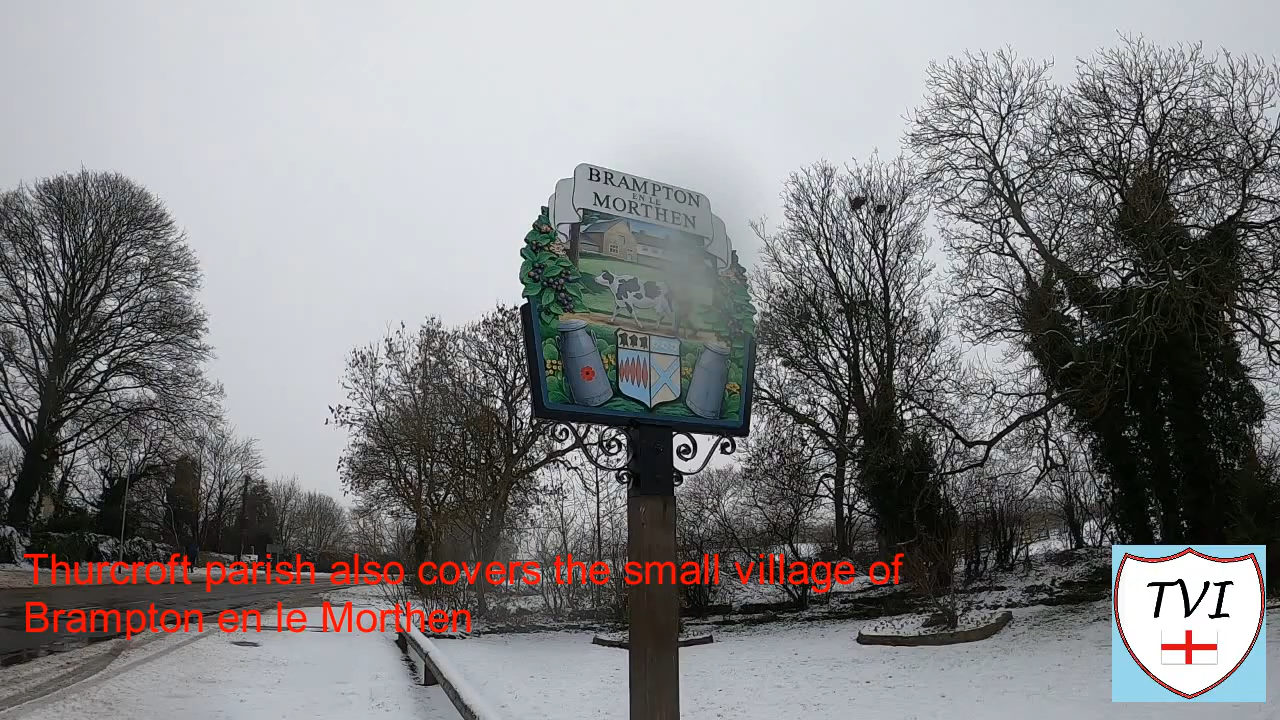 BRAMPTON
EN LE
MORTHEN
Thurcroft parish also covers the small village of
Brampton en le Morthen
TVI